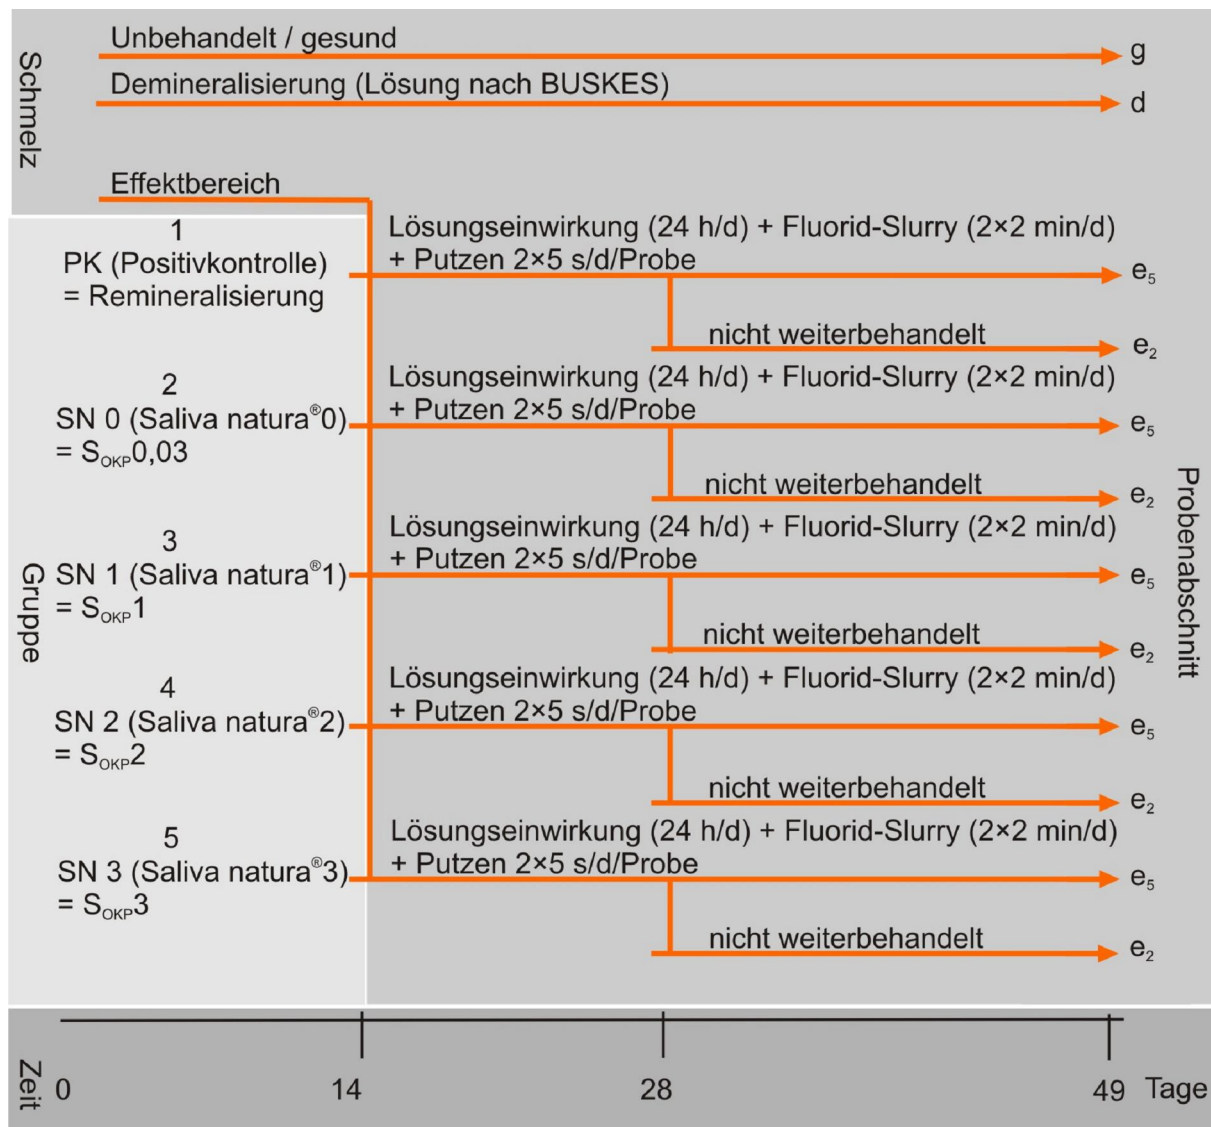 Schmelz
Unbehandelt / gesund
g
Demineralisierung (Lösung nach BUSKES)
d
Effektbereich
Gruppe
1
PK (Positivkontrolle)
= Remineralisierung
Lösungseinwirkung (24 h/d) + Fluorid-Slurry (2×2 min/d)
+ Putzen 2×5 s/d/Probe
e5
nicht weiterbehandelt
e2
2
SN 0 (Saliva natura®0)
= SOKP0,03
Lösungseinwirkung (24 h/d) + Fluorid-Slurry (2×2 min/d)
+ Putzen 2×5 s/d/Probe
e5
nicht weiterbehandelt
e2
3
SN 1 (Saliva natura®1)
= SOKP1
Lösungseinwirkung (24 h/d) + Fluorid-Slurry (2×2 min/d)
+ Putzen 2×5 s/d/Probe
e5
nicht weiterbehandelt
e2
4
SN 2 (Saliva natura®2)
= SOKP2
Lösungseinwirkung (24 h/d) + Fluorid-Slurry (2×2 min/d)
+ Putzen 2×5 s/d/Probe
e5
nicht weiterbehandelt
e2
5
SN 3 (Saliva natura®3)
= SOKP3
Lösungseinwirkung (24 h/d) + Fluorid-Slurry (2×2 min/d)
+ Putzen 2×5 s/d/Probe
e5
nicht weiterbehandelt
e2
Probenabschnitt
Zeit
0 14 28 49 Tage